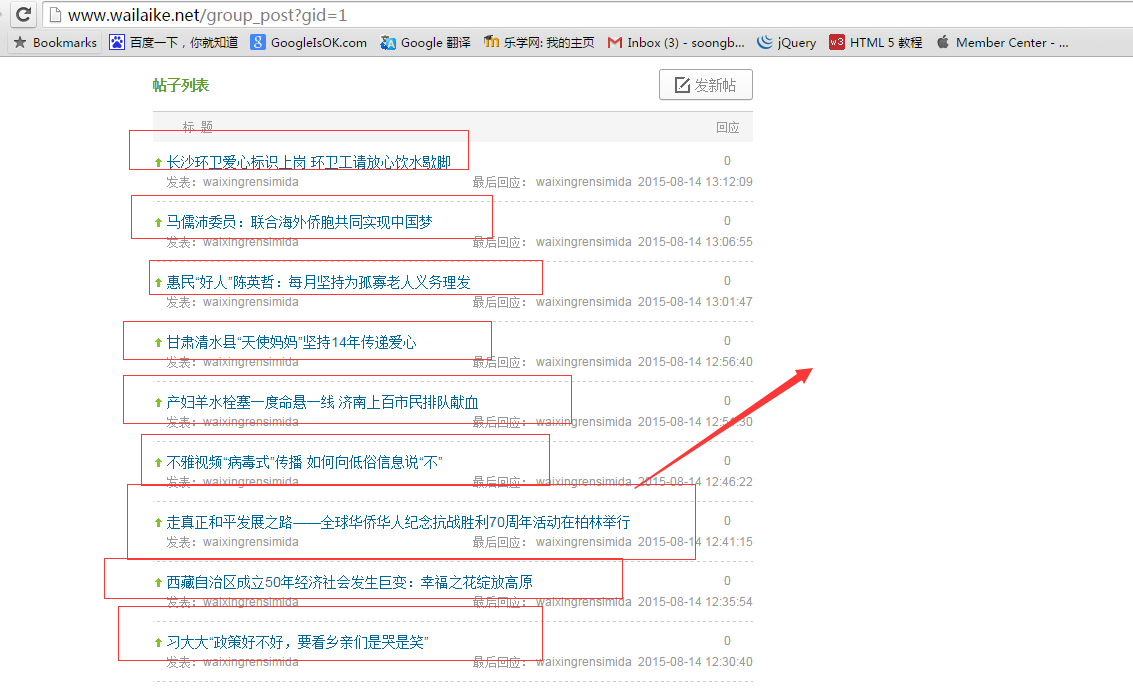 www.wailaike.net/group_post?gid=1
Bookmarks 百度一下，你就知道 GoogleIsOK.com Google 翻译 乐学网: 我的主页 Inbox (3) - soongb... jQuery w3 HTML 5 教程 Member Center - ...
帖子列表 发新帖
标 题 回应
长沙环卫爱心标识上岗 环卫工请放心饮水歇脚 0
发表： waixingrensimida 最后回应： waixingrensimida 2015-08-14 13:12:09
马儒沛委员：联合海外侨胞共同实现中国梦 0
发表： waixingrensimida 最后回应： waixingrensimida 2015-08-14 13:06:55
惠民“好人”陈英哲：每月坚持为孤寡老人义务理发 0
发表： waixingrensimida 最后回应： waixingrensimida 2015-08-14 13:01:47
甘肃清水县“天使妈妈”坚持14年传递爱心 0
发表： waixingrensimida 最后回应： waixingrensimida 2015-08-14 12:56:40
产妇羊水栓塞一度命悬一线 济南上百市民排队献血 0
发表： waixingrensimida 最后回应： waixingrensimida 2015-08-14
不雅视频“病毒式”传播 如何向低俗信息说“不” 0
发表： waixingrensimida 最后回应： waixingrensimida 2015-08-14 12:46:22
走真正和平发展之路——全球华侨华人纪念抗战胜利70周年活动在柏林举行 0
发表： waixingrensimida 最后回应： waixingrensimida 2015-08-14 12:41:15
西藏自治区成立50年经济社会发生巨变：幸福之花绽放高原 0
发表： waixingrensimida 最后回应： waixingrensimida 2015-08-14 12:35:54
习大大“政策好不好，要看乡亲们是哭是笑” 0
发表： waixingrensimida 最后回应： waixingrensimida 2015-08-14 12:30:40